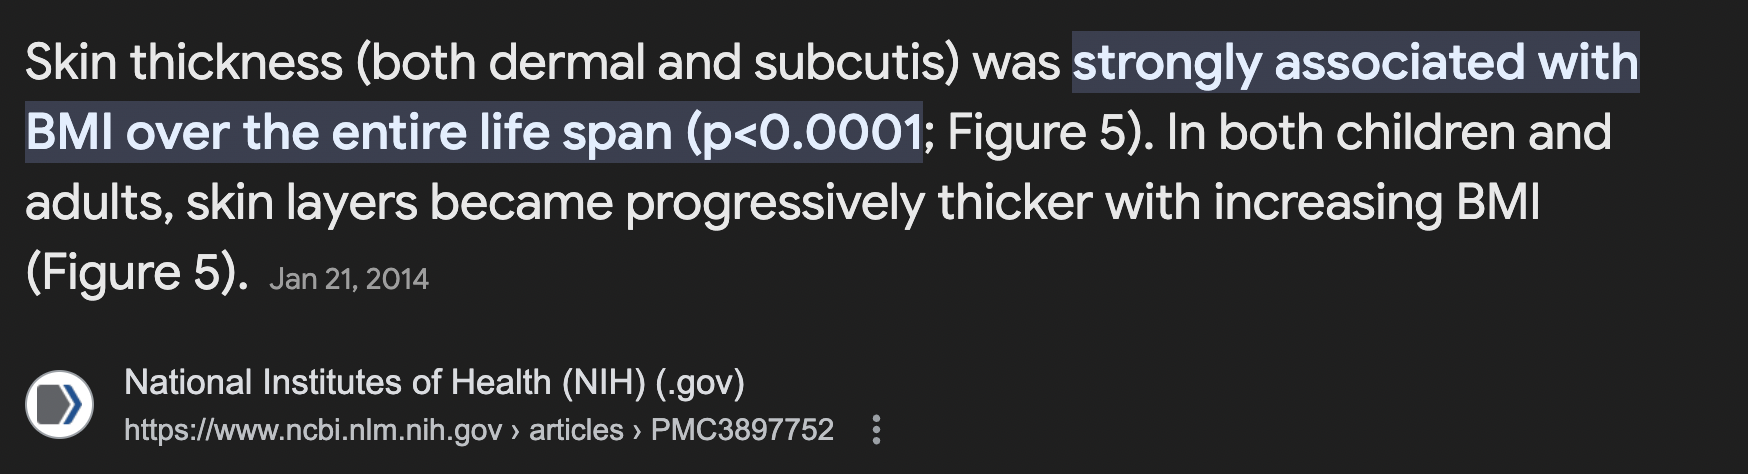 Skin thickness (both dermal and subcutis) was strongly associated with
BMI over the entire life span (p<0.0001; Figure 5). In both children and
adults, skin layers became progressively thicker with increasing BMI
(Figure 5). Jan 21, 2014
National Institutes of Health (NIH) (.gov)
https://www.ncbi.nlm.nih.gov › articles › PMC3897752